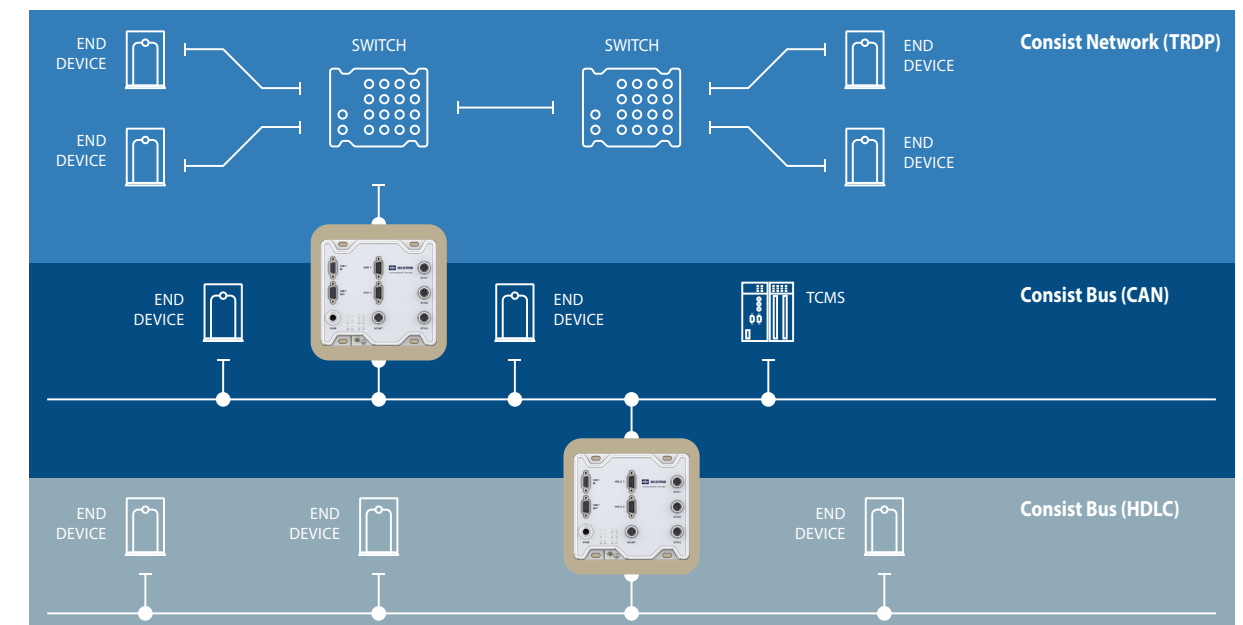 END
DEVICE
SWITCH
SWITCH
END
DEVICE
Consist Network (TRDP)
END
DEVICE
END
DEVICE
END
DEVICE
END
DEVICE
TCMS
Consist Bus (CAN)
END
DEVICE
END
DEVICE
END
DEVICE
Consist Bus (HDLC)